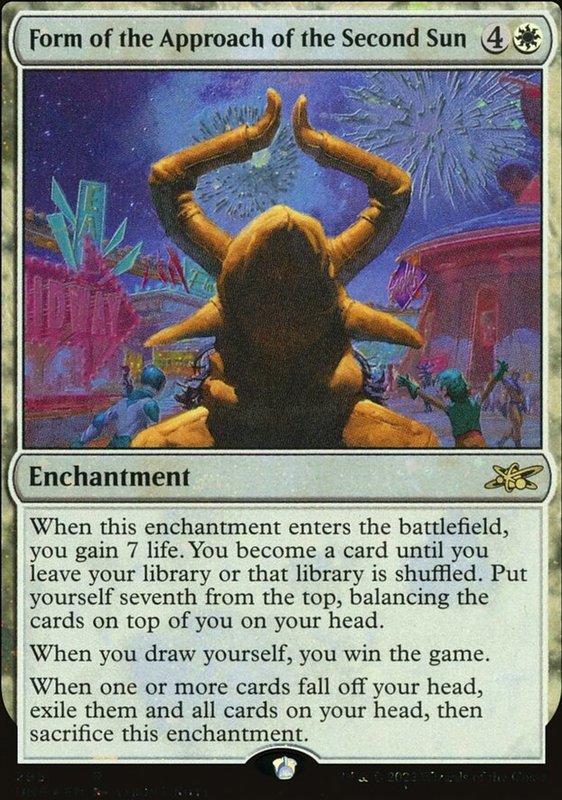 Form of the Approach of the Second Sun 4
Enchantment
When this enchantment enters the battlefield,
you gain 7 life. You become a card until you
leave your library or that library is shuffled. Put
yourself seventh from the top, balancing the
cards on top of you on your head.
When you draw yourself, you win the game.
When one or more cards fall off your head,
exile them and all cards on your head, then
sacrifice this enchantment.